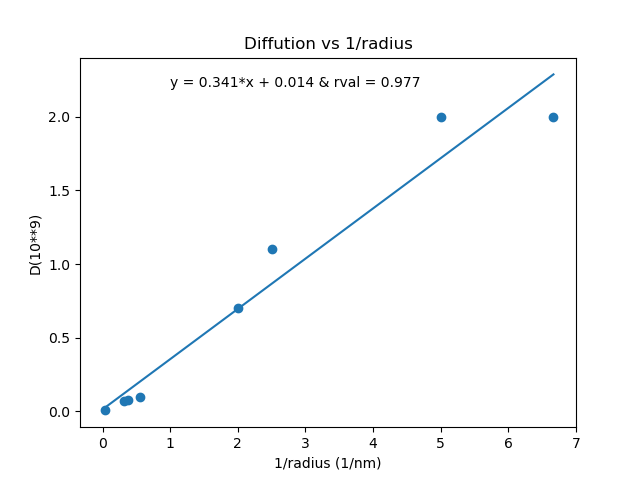 Diffution vs 1/radius
y = 0.341*x + 0.014 & rval = 0.977
D(10**9)
2.0
1.5
1.0
0.5
0.0
0 1 2 3 4 5 6 7
1/radius (1/nm)